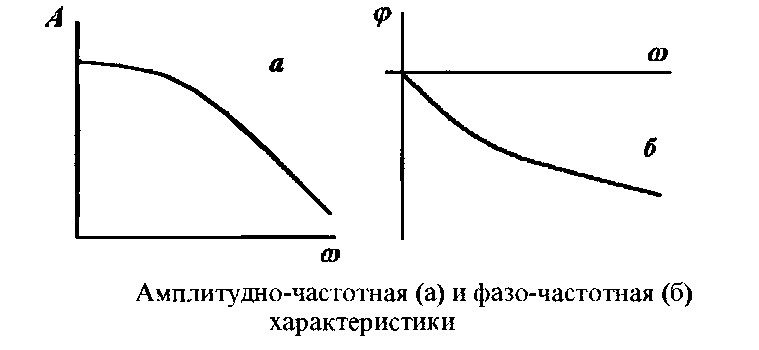 A
a
ω
φ
ω
б
Амплитудно-частотная (а) и фазо-частотная (б)
характеристики